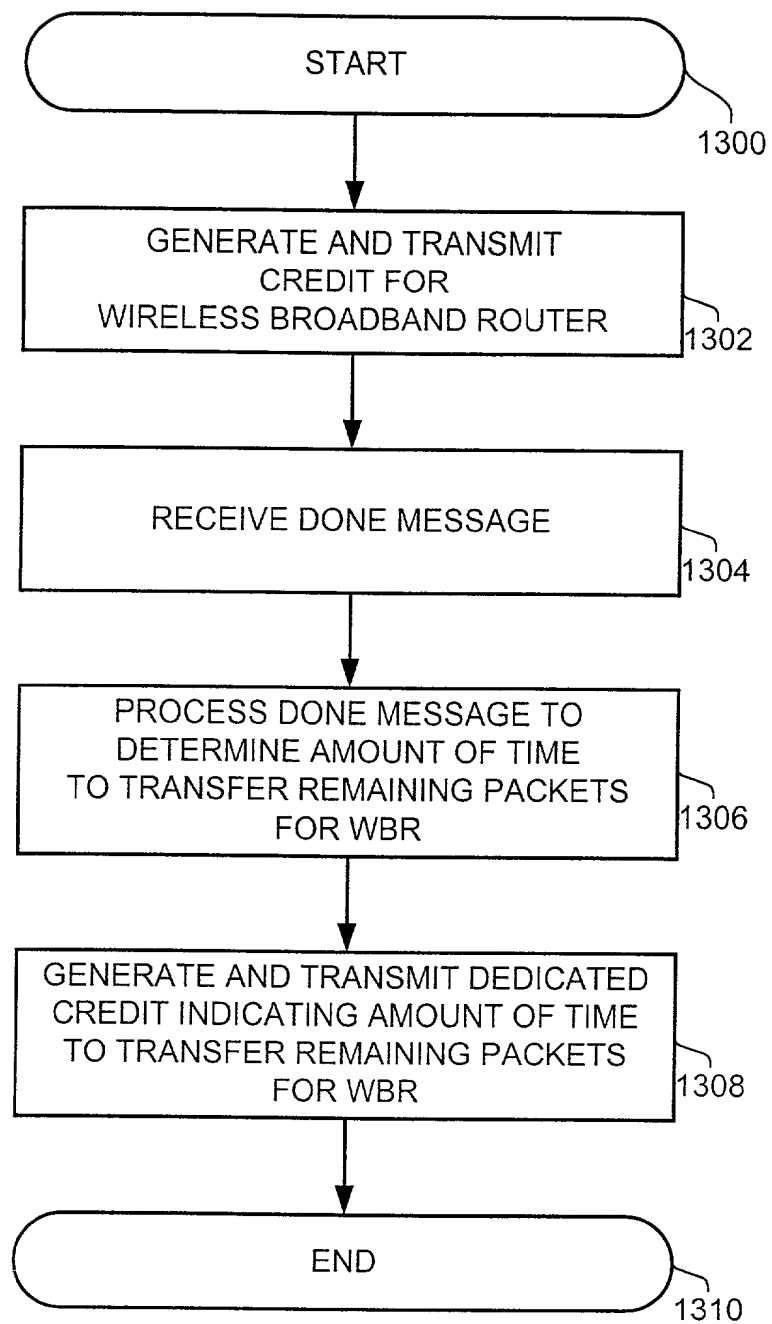 START
1300
GENERATE AND TRANSMIT
CREDIT FOR
WIRELESS BROADBAND ROUTER
1302
RECEIVE DONE MESSAGE
1304
PROCESS DONE MESSAGE TO
DETERMINE AMOUNT OF TIME
TO TRANSFER REMAINING PACKETS
FOR WBR
1306
GENERATE AND TRANSMIT DEDICATED
CREDIT INDICATING AMOUNT OF TIME
TO TRANSFER REMAINING PACKETS
FOR WBR
1308
END
1310